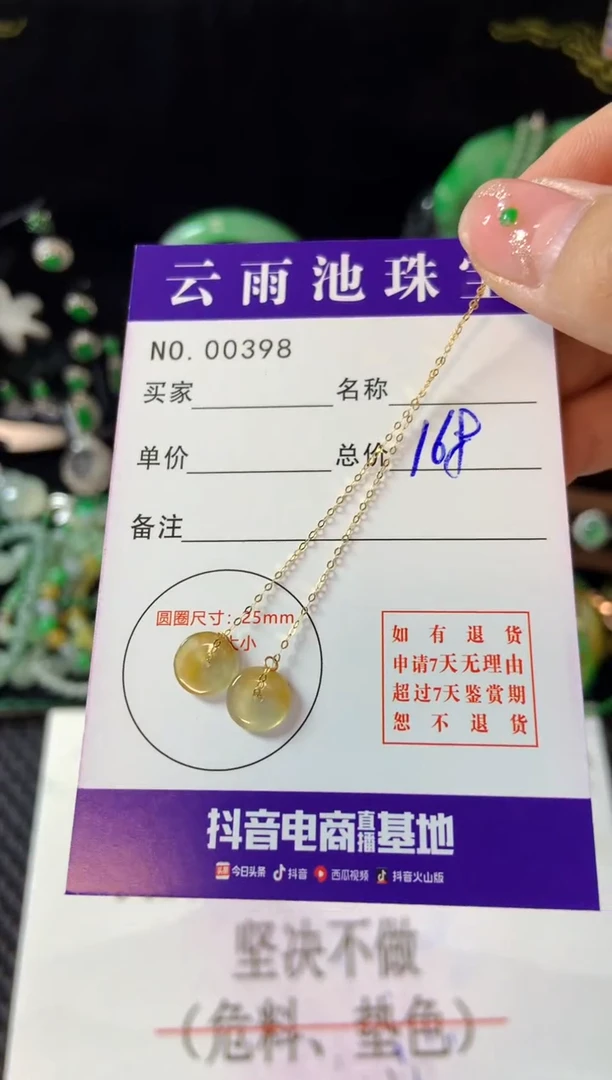 云雨池珠宝
NO. 00398
买家 名称
单价 总价 168
备注
圆圈尺寸：25mm
大小
如有退货
申请7天无理由
超过7天鉴赏期
恕不退货
抖音电商直播基地
头条 今日头条 抖音 西瓜视频 抖音火山版
坚决不做
（危料、垫色）